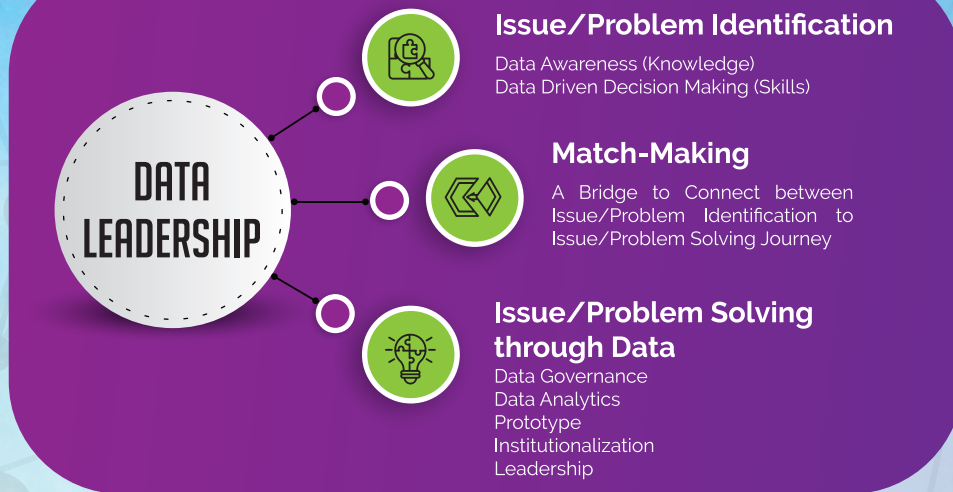 DATA
LEADERSHIP
Issue/Problem Identification
Data Awareness (Knowledge)
Data Driven Decision Making (Skills)
Match-Making
A Bridge to Connect between
Issue/Problem Identification to
Issue/Problem Solving Journey
Issue/Problem Solving
through Data
Data Governance
Data Analytics
Prototype
Institutionalization
Leadership